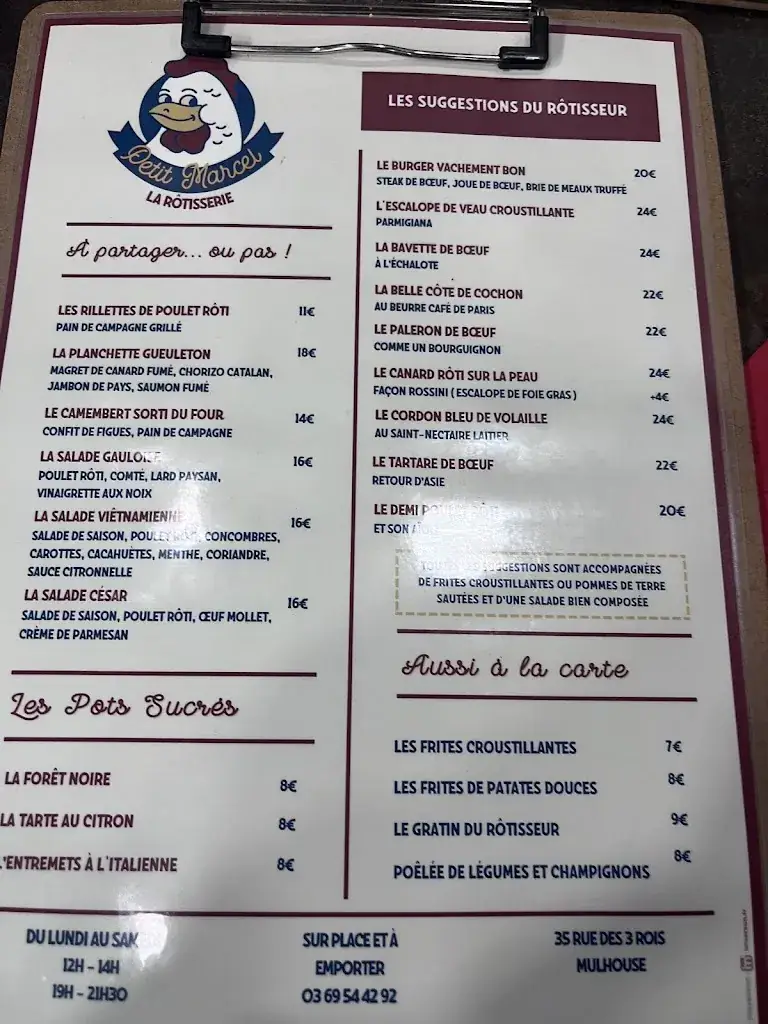 Petit Marcel
LA RÔTISSERIE
À partager... ou pas !
LES RILLETTES DE POULET RÔTI 11€
PAIN DE CAMPAGNE GRILLÉ
LA PLANCHETTE GUEULETON 18€
MAGRET DE CANARD FUMÉ, CHORIZO CATALAN,
JAMBON DE PAYS, SAUMON FUMÉ
LE CAMEMBERT SORTI DU FOUR 14€
CONFIT DE FIGUES, PAIN DE CAMPAGNE
LA SALADE GAULOISE 16€
POULET RÔTI, COMTÉ, LARD PAYSAN,
VINAIGRETTE AUX NOIX
LA SALADE VIÊTNAMIENNE 16€
SALADE DE SAISON, POULET RÔTI, CONCOMBRES,
CAROTTES, CACAHUÈTES, MENTHE, CORIANDRE,
SAUCE CITRONNELLE
LA SALADE CÉSAR 16€
SALADE DE SAISON, POULET RÔTI, ŒUF MOLLET,
CRÈME DE PARMESAN
Les Pots Sucrés
LA FORÊT NOIRE 8€
LA TARTE AU CITRON 8€
L'ENTREMETS À L'ITALIENNE 8€
LES SUGGESTIONS DU RÔTISSEUR
LE BURGER VACHEMENT BON 20€
STEAK DE BŒUF, JOUE DE BŒUF, BRIE DE MEAUX TRUFFÉ
L'ESCALOPE DE VEAU CROUSTILLANTE 24€
PARMIGIANA
LA BAVETTE DE BŒUF 24€
À L'ÉCHALOTE
LA BELLE CÔTE DE COCHON 22€
AU BEURRE CAFÉ DE PARIS
LE PALERON DE BŒUF 22€
COMME UN BOURGUIGNON
LE CANARD RÔTI SUR LA PEAU 24€
FAÇON ROSSINI ( ESCALOPE DE FOIE GRAS ) +4€
LE CORDON BLEU DE VOLAILLE 24€
AU SAINT-NECTAIRE LAITIER
LE TARTARE DE BŒUF 22€
RETOUR D'ASIE
LE DEMI 20€
ET SON
TOUTES LES SUGGESTIONS SONT ACCOMPAGNÉES
DE FRITES CROUSTILLANTES OU POMMES DE TERRE
SAUTÉES ET D'UNE SALADE BIEN COMPOSÉE
Aussi à la carte
LES FRITES CROUSTILLANTES 7€
LES FRITES DE PATATES DOUCES 8€
LE GRATIN DU RÔTISSEUR 9€
POÊLÉE DE LÉGUMES ET CHAMPIGNONS 8€
DU LUNDI AU
12H - 14H
19H - 21H30
SUR PLACE ET À
EMPORTER
03 69 54 42 92
35 RUE DES 3 ROIS
MULHOUSE